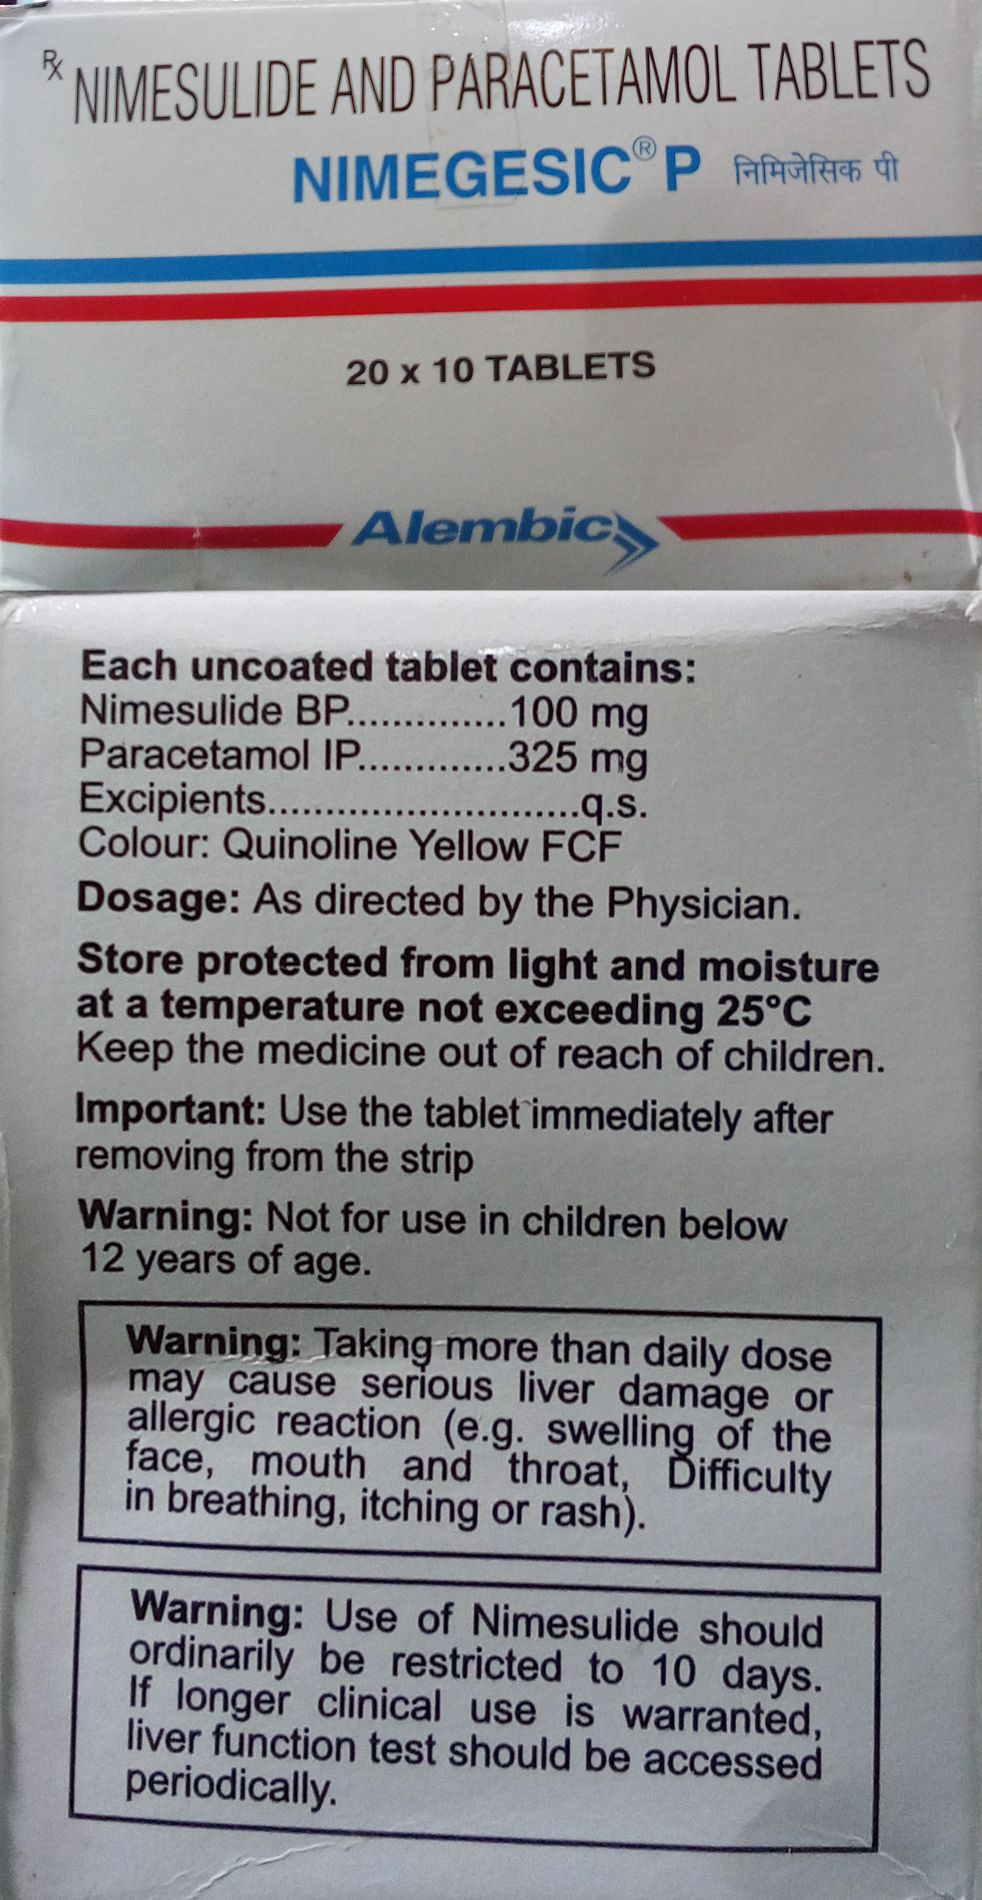 Rx NIMESULIDE AND PARACETAMOL TABLETS
NIMEGESIC® P निमिजेसिक पी
20 x 10 TABLETS
Alembic
Each uncoated tablet contains:
Nimesulide BP..............100 mg
Paracetamol IP.............325 mg
Excipients............................q.s.
Colour: Quinoline Yellow FCF
Dosage: As directed by the Physician.
Store protected from light and moisture
at a temperature not exceeding 25°C
Keep the medicine out of reach of children.
Important: Use the tablet immediately after
removing from the strip
Warning: Not for use in children below
12 years of age.
Warning: Taking more than daily dose
may cause serious liver damage or
allergic reaction (e.g. swelling of the
face, mouth and throat, Difficulty
in breathing, itching or rash).
Warning: Use of Nimesulide should
ordinarily be restricted to 10 days.
If longer clinical use is warranted,
liver function test should be accessed
periodically.